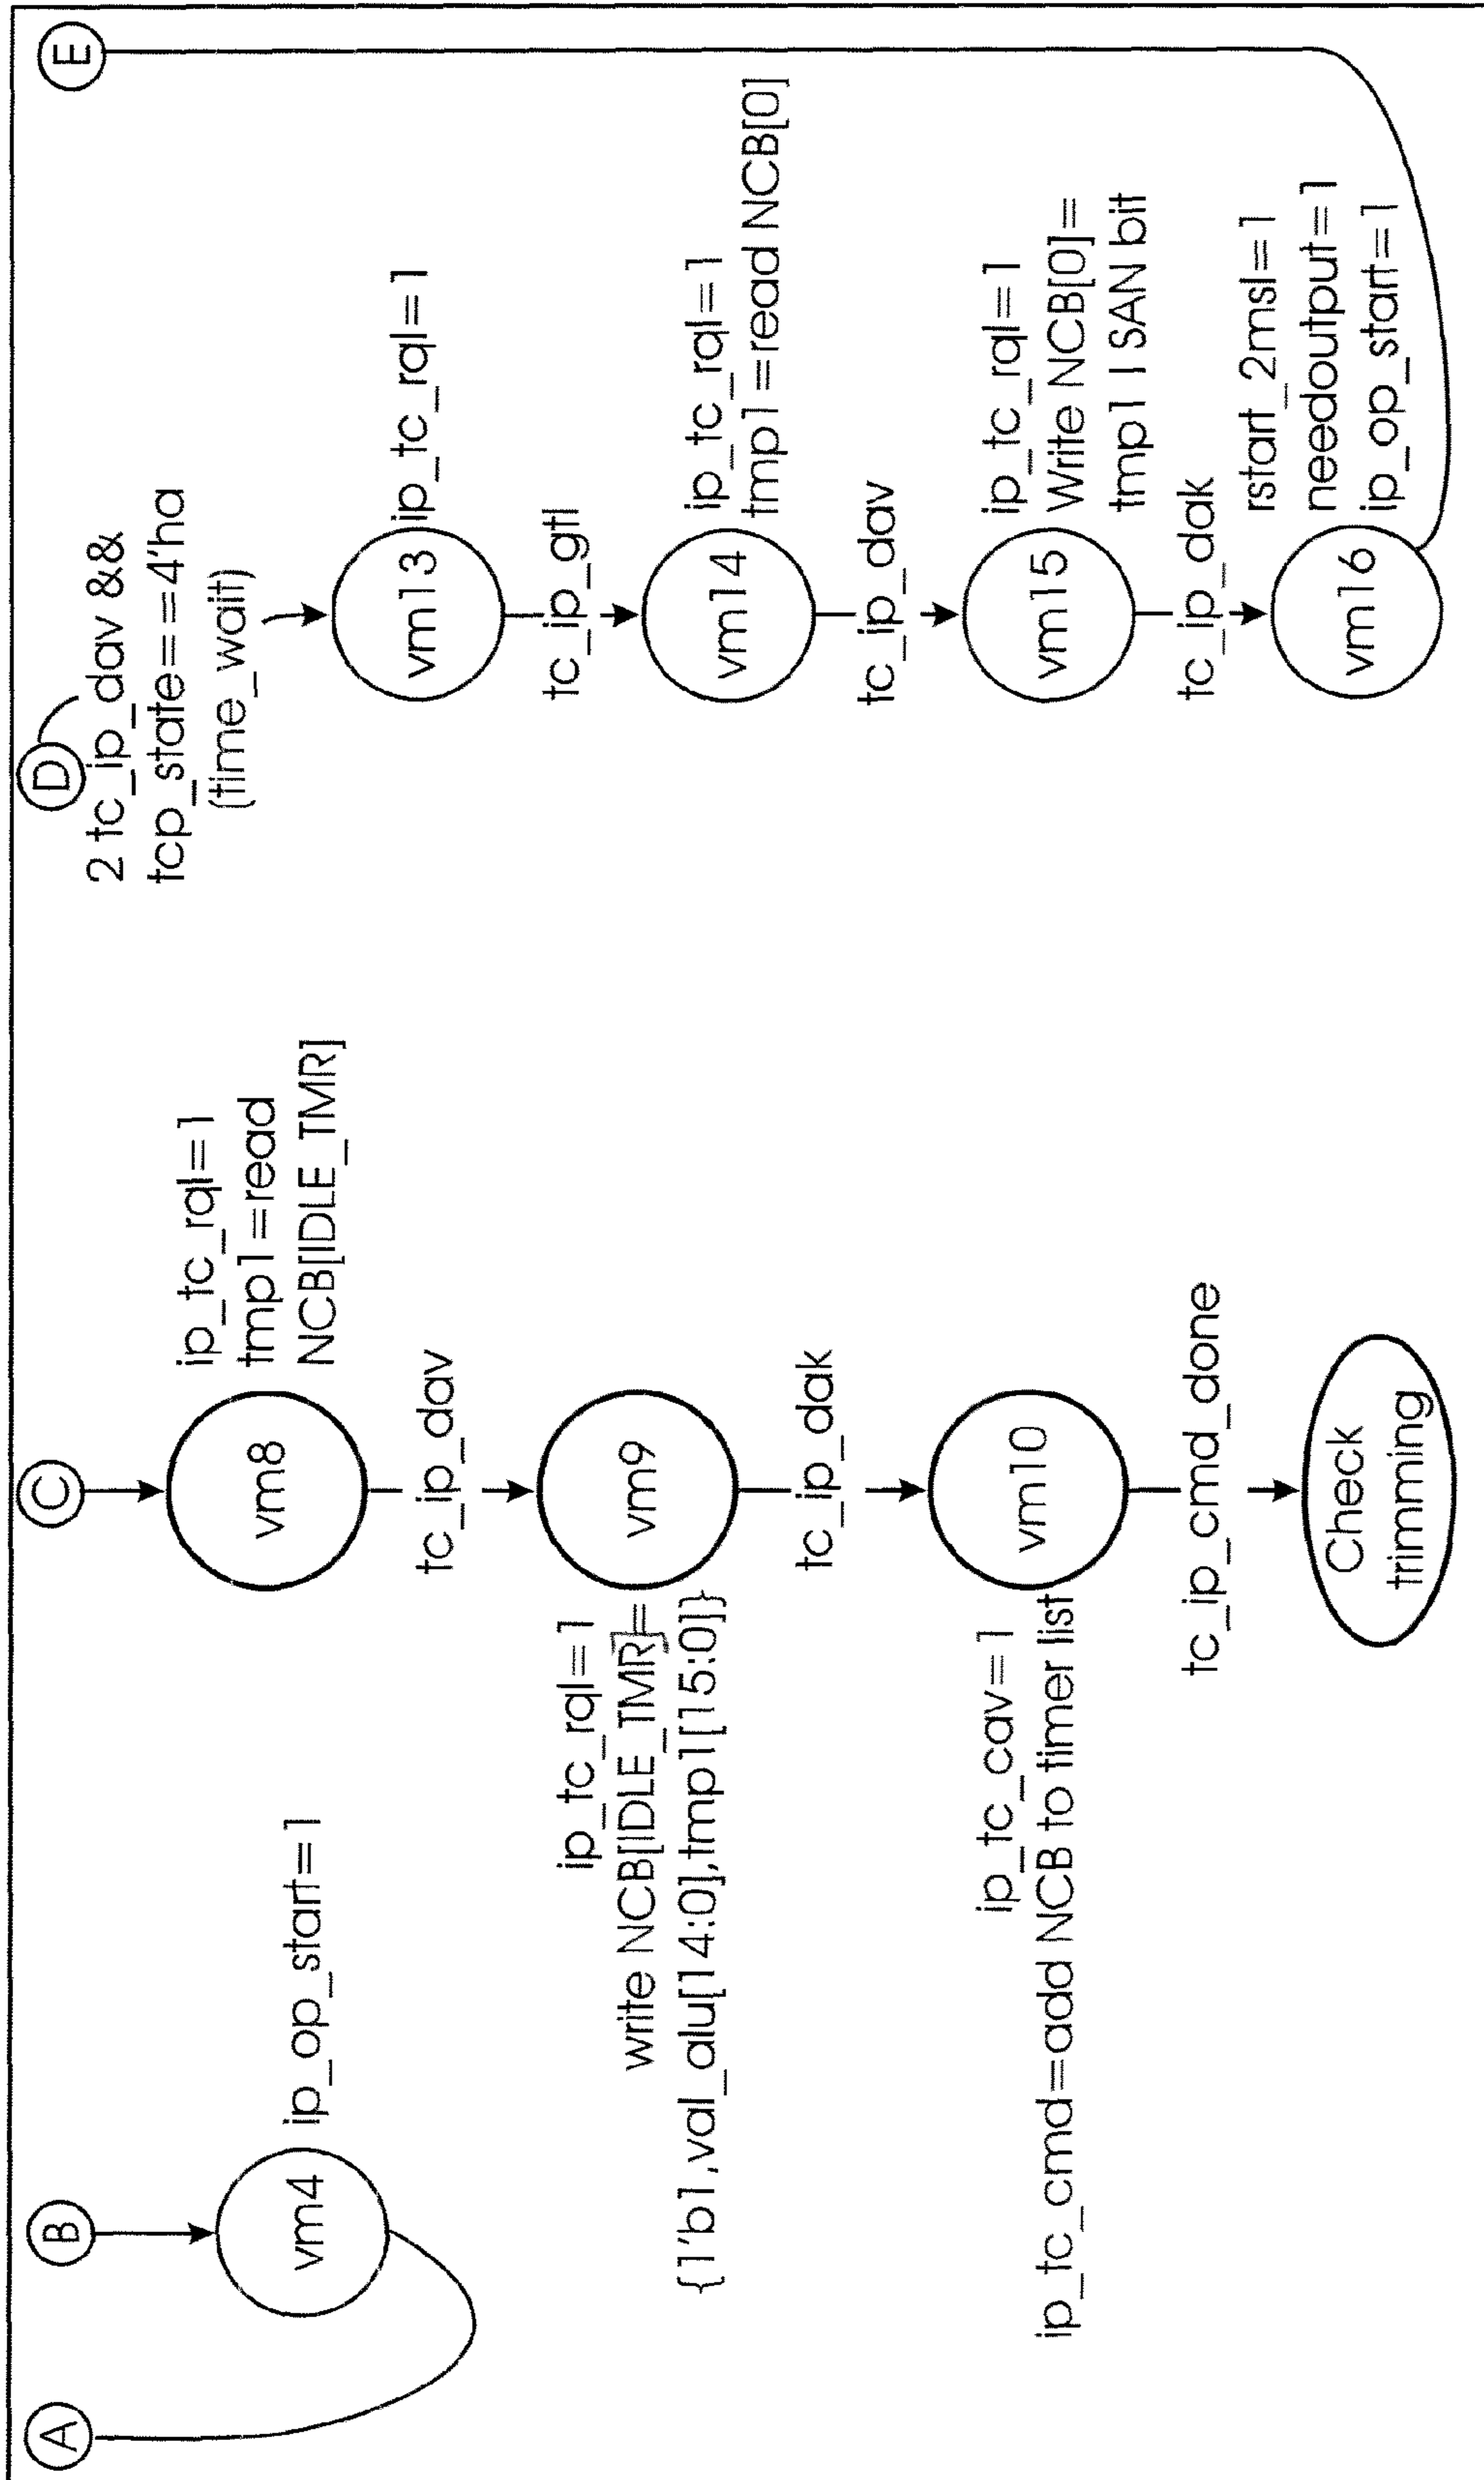 A
B
vm4
ip_op_start=1
C
vm8
ip_tc_rql=1
tmp1=read
NCB[IDLE_TMR]
tc_ip_dav
vm9
ip_tc_rql=1
write NCB[IDLE_TMR]=
{1'b1,val_alu[14:0],tmp1[15:0]}
tc_ip_dak
vm10
ip_tc_cav=1
ip_tc_cmd=add NCB to timer list
tc_ip_cmd_done
Check
trimming
D
2 tc_ip_dav &&
tcp_state==4'ha
(time_wait)
vm13
ip_tc_rql=1
tc_ip_gtl
vm14
ip_tc_rql=1
tmp1=read NCB[0]
tc_ip_dav
vm15
ip_tc_rql=1
Write NCB[0]=
tmp1 | SAN bit
tc_ip_dak
vm16
rstart_2msl=1
needoutput=1
ip_op_start=1
E